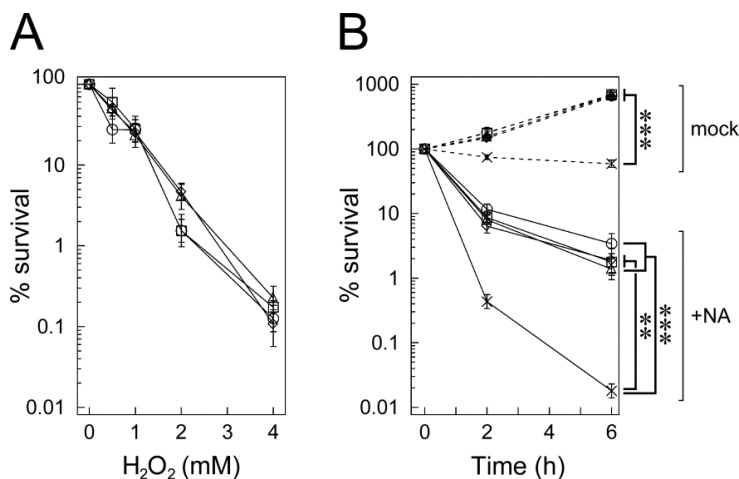 A
B
100
10
1
0.1
0.01
% survival
0 1 2 3 4
H₂O₂ (mM)
1000
100
10
1
0.1
0.01
% survival
0 2 4 6
Time (h)
***
mock
**
***
+NA